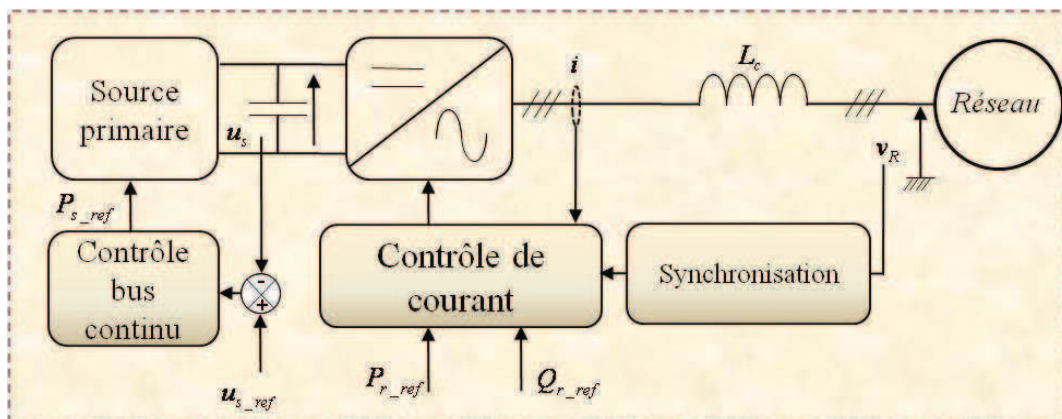 Source
primaire
u_s
i
L_c
Réseau
v_R
P_s_ref
Contrôle
bus
continu
-
+
Contrôle de
courant
Synchronisation
u_s_ref
P_r_ref
Q_r_ref